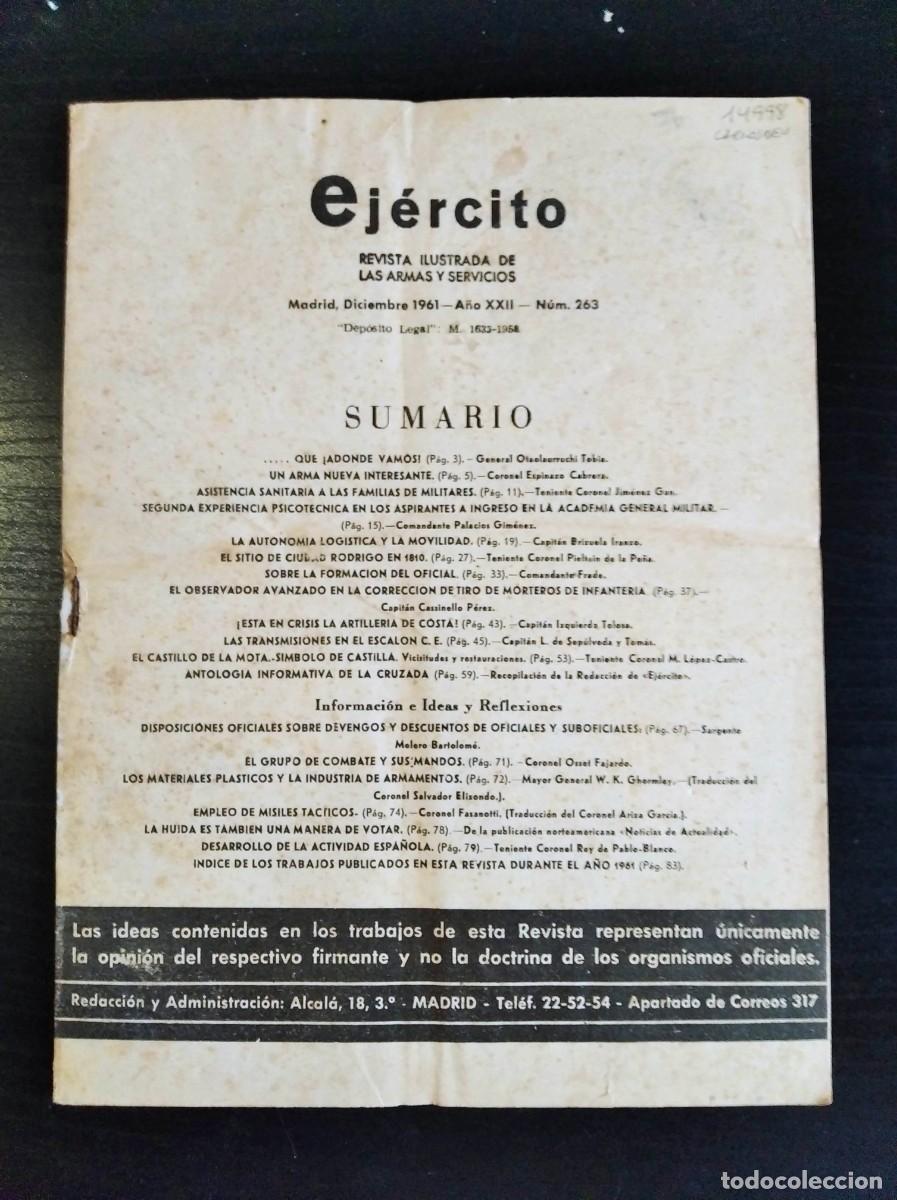 14998
ejército
REVISTA ILUSTRADA DE
LAS ARMAS Y SERVICIOS
Madrid, Diciembre 1961 — Año XXII — Núm. 263
"Depósito Legal": M. 1633-1958
SUMARIO
..... QUE ¡ADONDE VAMOS! (Pág. 3). — General Otaolaurruchi Tobía.
UN ARMA NUEVA INTERESANTE. (Pág. 5).—Coronel Espinazo Cabrera.
ASISTENCIA SANITARIA A LAS FAMILIAS DE MILITARES. (Pág. 11).—Teniente Coronel Jiménez Gun.
SEGUNDA EXPERIENCIA PSICOTECNICA EN LOS ASPIRANTES A INGRESO EN LA ACADEMIA GENERAL MILITAR. —
(Pág. 15).—Comandante Palacios Giménez.
LA AUTONOMIA LOGISTICA Y LA MOVILIDAD. (Pág. 19).—Capitán Brizuela Iranzo.
EL SITIO DE CIUDAD RODRIGO EN 1810. (Pág. 27).—Teniente Coronel Pieltain de la Peña.
SOBRE LA FORMACION DEL OFICIAL. (Pág. 33).—Comandante Frade.
EL OBSERVADOR AVANZADO EN LA CORRECCION DE TIRO DE MORTEROS DE INFANTERIA (Pág. 37).—
Capitán Cassinello Pérez.
¡ESTA EN CRISIS LA ARTILLERIA DE COSTA! (Pág. 43). —Capitán Izquierdo Tolosa.
LAS TRANSMISIONES EN EL ESCALON C. E. (Pág. 45).—Capitán L. de Sepúlveda y Tomás.
EL CASTILLO DE LA MOTA.-SIMBOLO DE CASTILLA. Vicisitudes y restauraciones. (Pág. 53).—Teniente Coronel M. López-Castro.
ANTOLOGIA INFORMATIVA DE LA CRUZADA (Pág. 59).—Recopilación de la Redacción de «Ejército».
Información e Ideas y Reflexiones
DISPOSICIONES OFICIALES SOBRE DEVENGOS Y DESCUENTOS DE OFICIALES Y SUBOFICIALES: (Pág. 67).—Sargento
Molero Bartolomé.
EL GRUPO DE COMBATE Y SUS MANDOS. (Pág. 71). -Coronel Osset Fajardo.
LOS MATERIALES PLASTICOS Y LA INDUSTRIA DE ARMAMENTOS. (Pág. 72).—Mayor General W. K. Ghormley. —(Traducción del
Coronel Salvador Elizondo.).
EMPLEO DE MISILES TACTICOS- (Pág. 74).—Coronel Fasanotti. (Traducción del Coronel Ariza García.).
LA HUIDA ES TAMBIEN UNA MANERA DE VOTAR. (Pág. 78). —De la publicación norteamericana «Noticias de Actualidad».
DESARROLLO DE LA ACTIVIDAD ESPAÑOLA. (Pág. 79).—Teniente Coronel Rey de Pablo-Blanco.
INDICE DE LOS TRABAJOS PUBLICADOS EN ESTA REVISTA DURANTE EL AÑO 1961 (Pág. 83).
Las ideas contenidas en los trabajos de esta Revista representan únicamente
la opinión del respectivo firmante y no la doctrina de los organismos oficiales.
Redacción y Administración: Alcalá, 18, 3.º - MADRID - Teléf. 22-52-54 - Apartado de Correos 317
todocoleccion